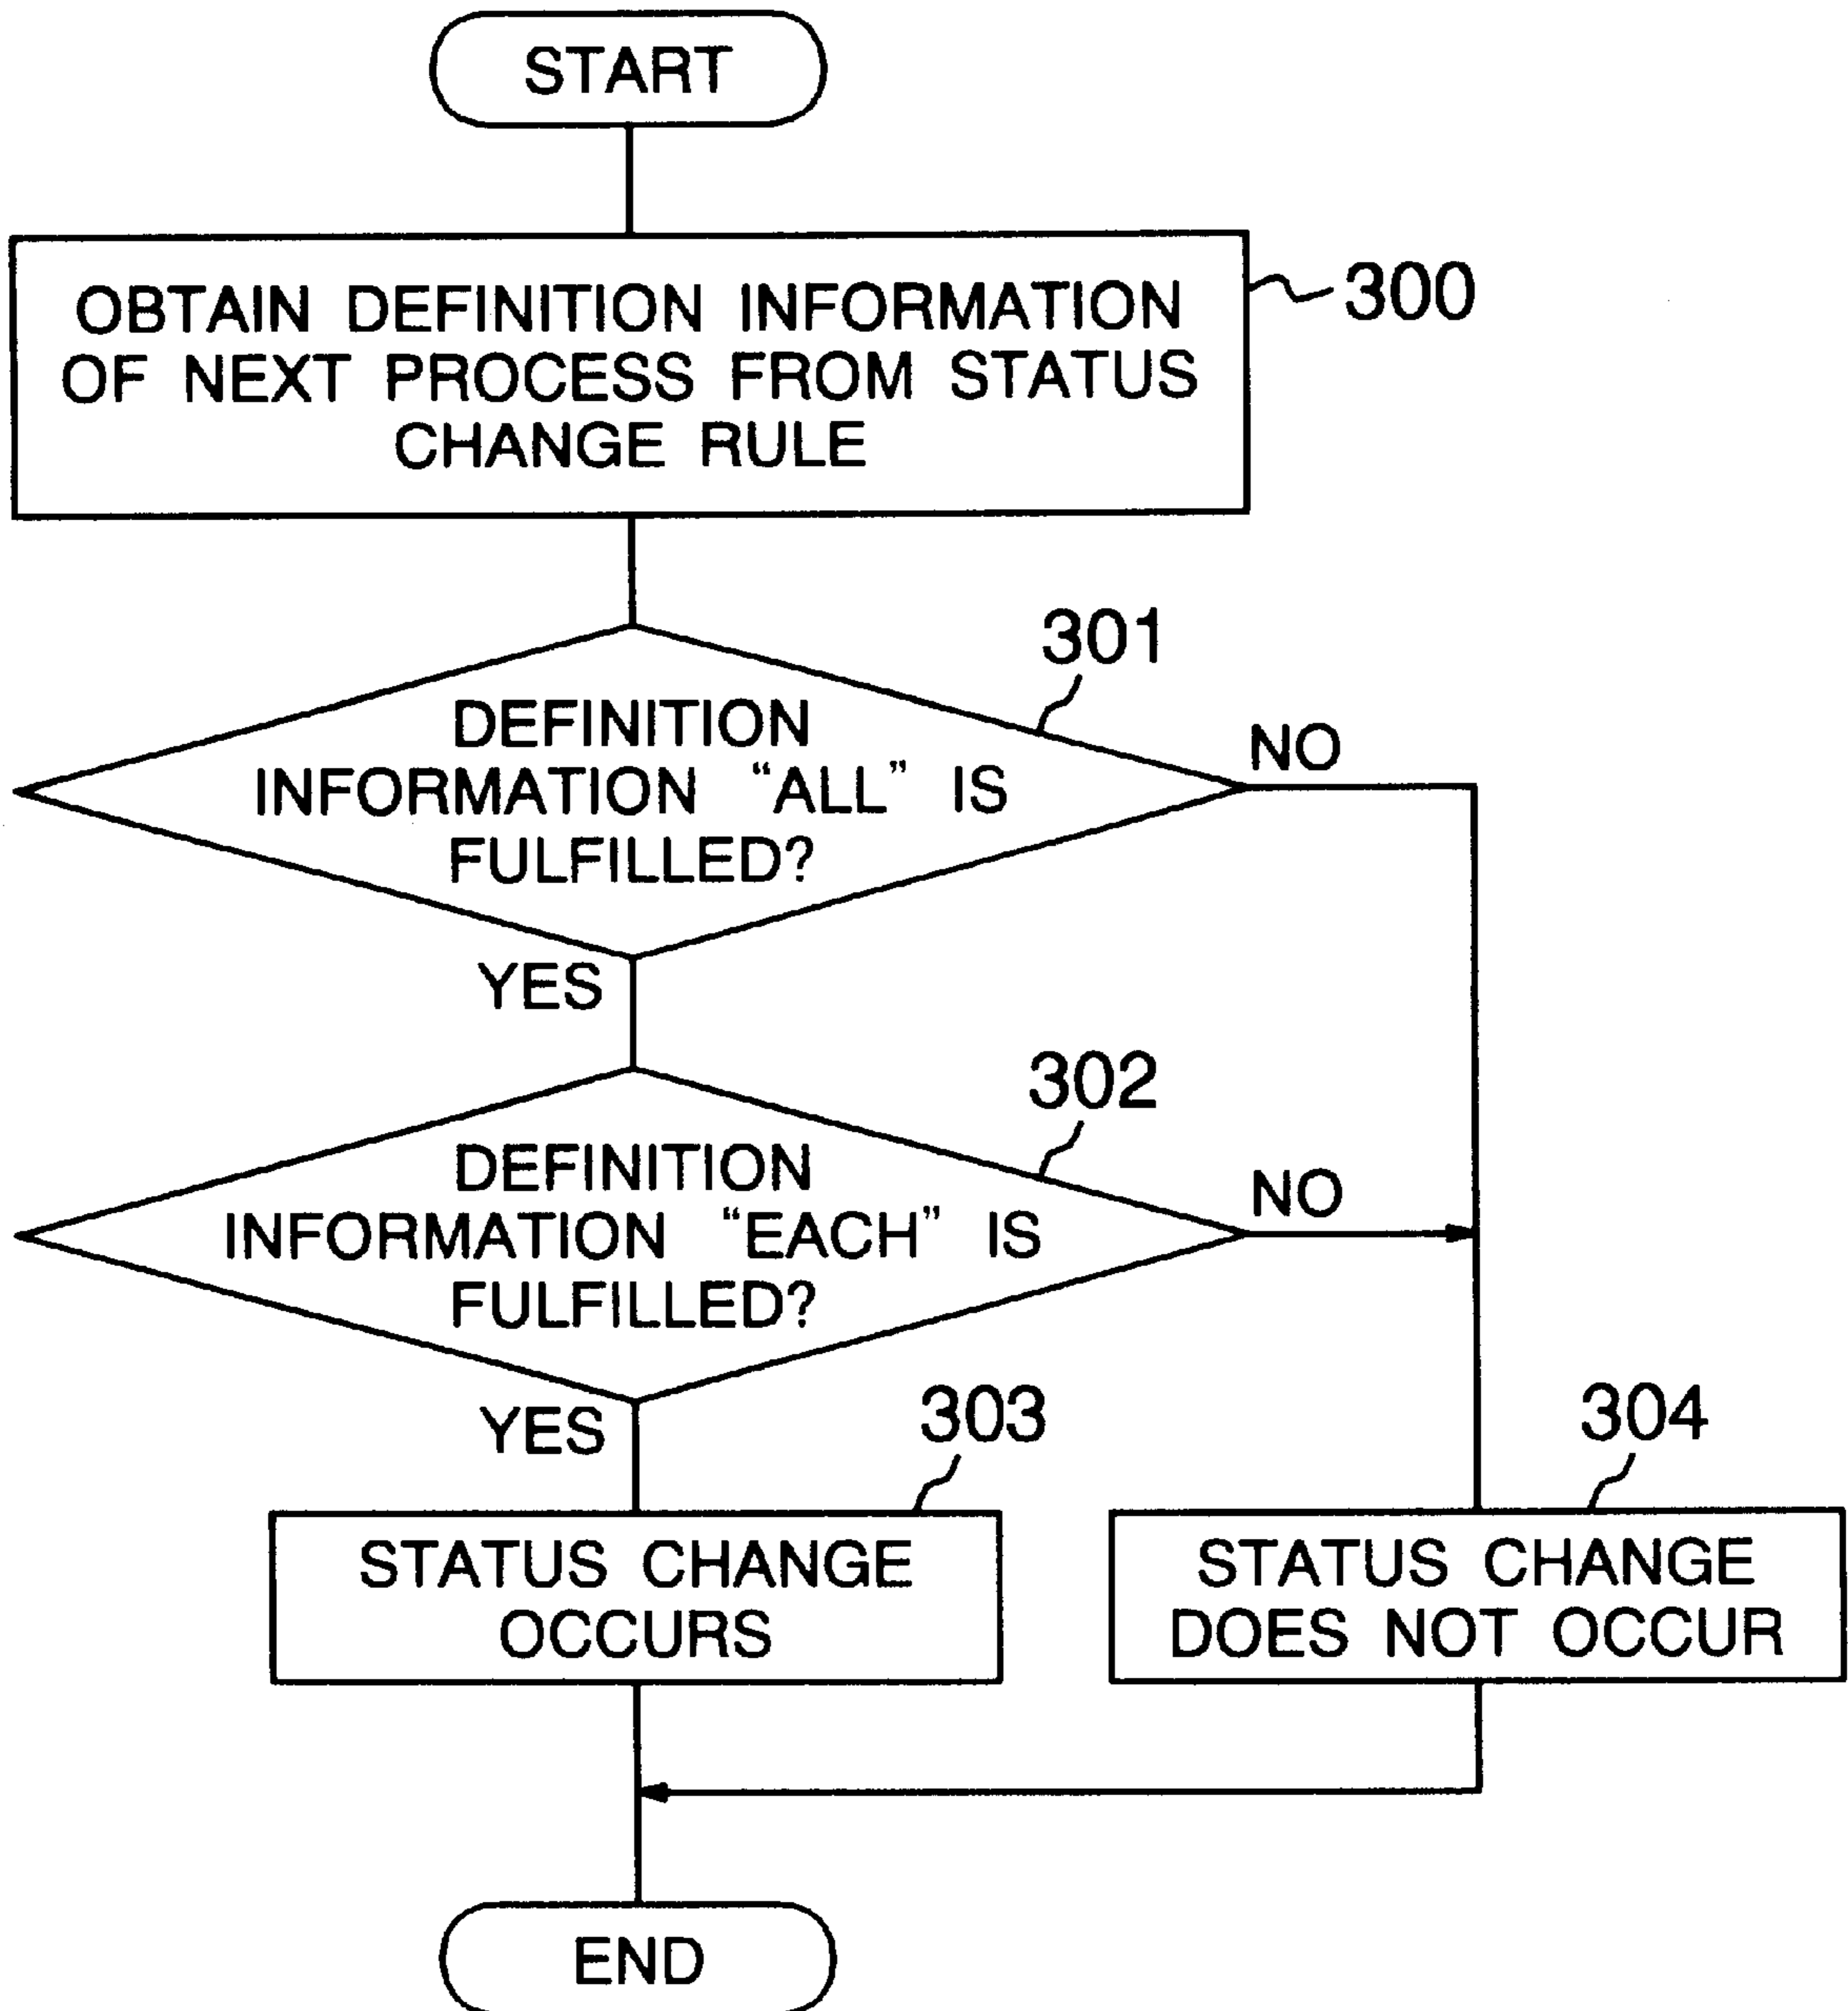 START
OBTAIN DEFINITION INFORMATION
OF NEXT PROCESS FROM STATUS
CHANGE RULE
300
301
DEFINITION
INFORMATION “ALL” IS
FULFILLED?
NO
YES
302
DEFINITION
INFORMATION “EACH” IS
FULFILLED?
NO
YES
303
STATUS CHANGE
OCCURS
304
STATUS CHANGE
DOES NOT OCCUR
END